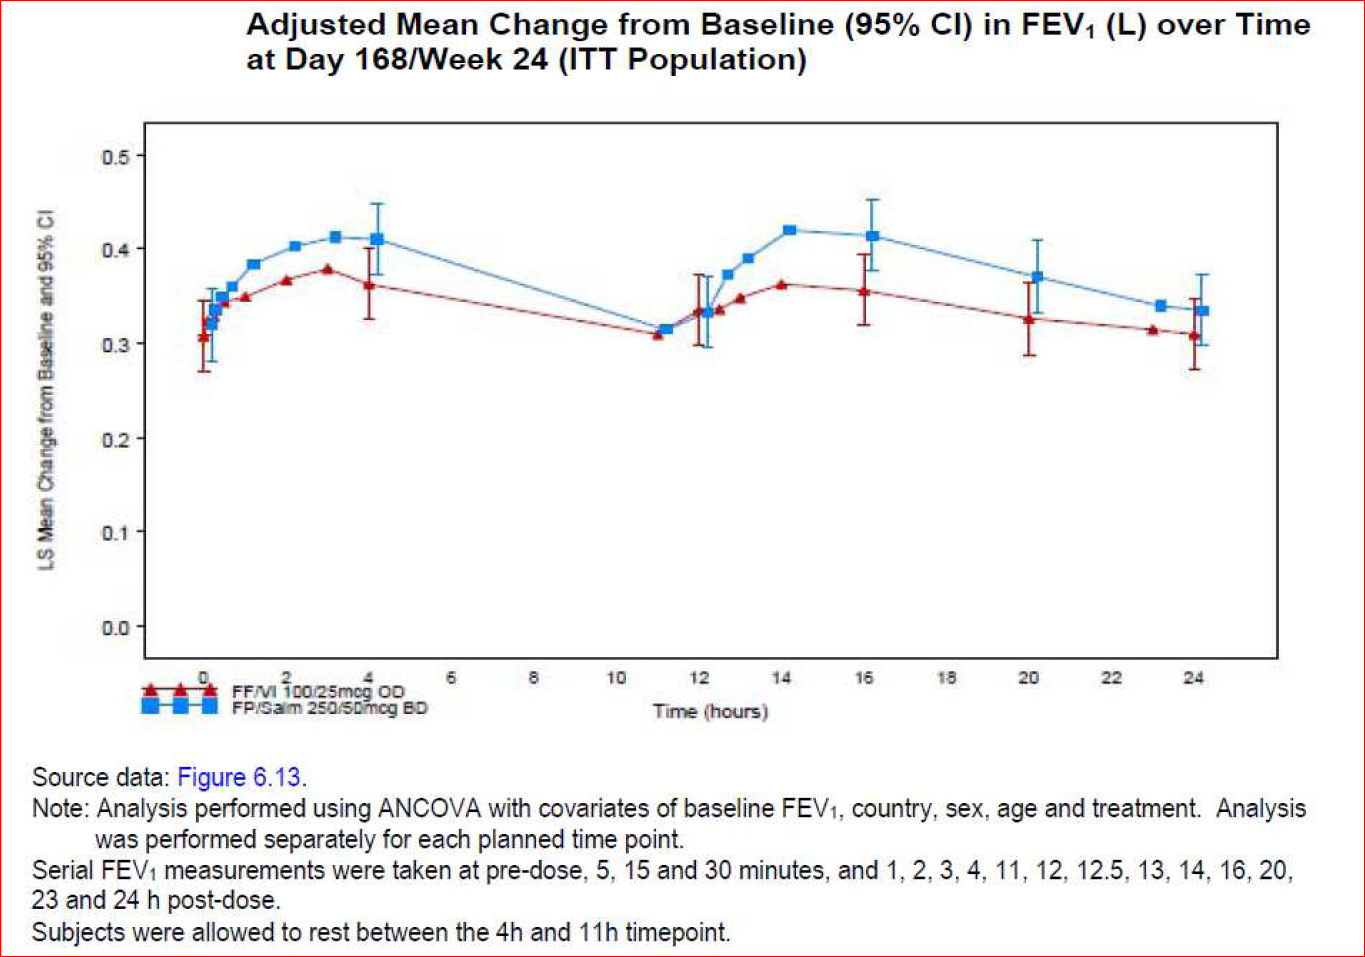 Adjusted Mean Change from Baseline (95% CI) in FEV₁ (L) over Time
at Day 168/Week 24 (ITT Population)
LS Mean Change from Baseline and 95% CI
0.5
0.4
0.3
0.2
0.1
0.0
0 2 4 6 8 10 12 14 16 18 20 22 24
Time (hours)
FF/VI 100/25mcg OD
FP/Salm 250/50mcg BD
Source data: Figure 6.13.
Note: Analysis performed using ANCOVA with covariates of baseline FEV₁, country, sex, age and treatment. Analysis
was performed separately for each planned time point.
Serial FEV₁ measurements were taken at pre-dose, 5, 15 and 30 minutes, and 1, 2, 3, 4, 11, 12, 12.5, 13, 14, 16, 20,
23 and 24 h post-dose.
Subjects were allowed to rest between the 4h and 11h timepoint.